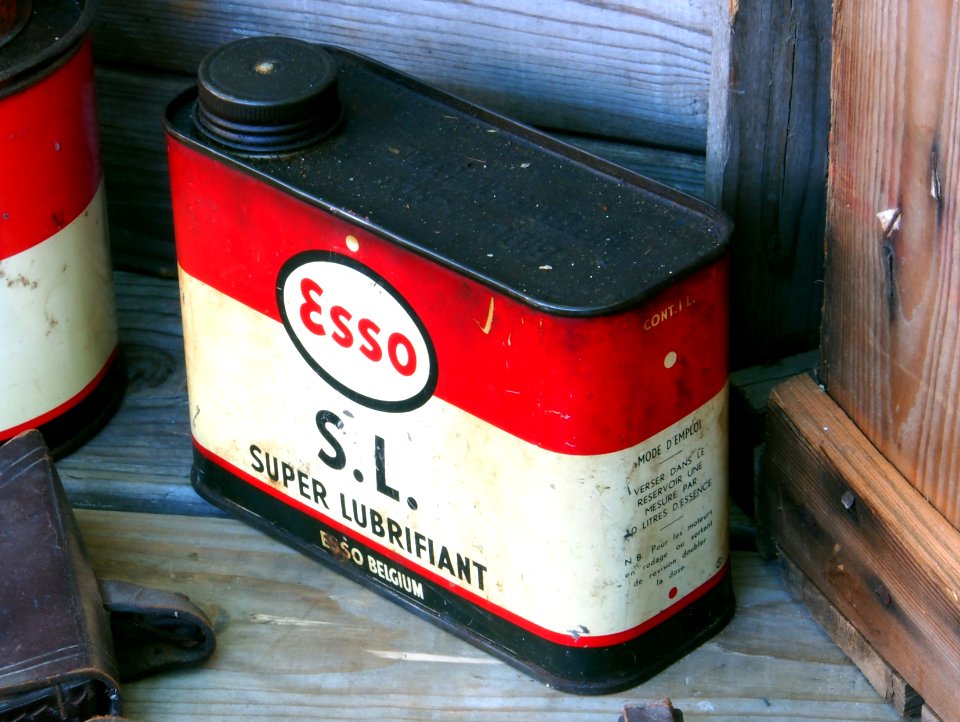 Esso
S.L.
SUPER LUBRIFIANT
ESSO BELGIUM
CONT. 1 L.
MODE D'EMPLOI
VERSER DANS LE
RESERVOIR UNE
MESURE PAR
10 LITRES D'ESSENCE
N.B. Pour les moteurs
en rodage ou sortant
de revision, doubler
la dose.